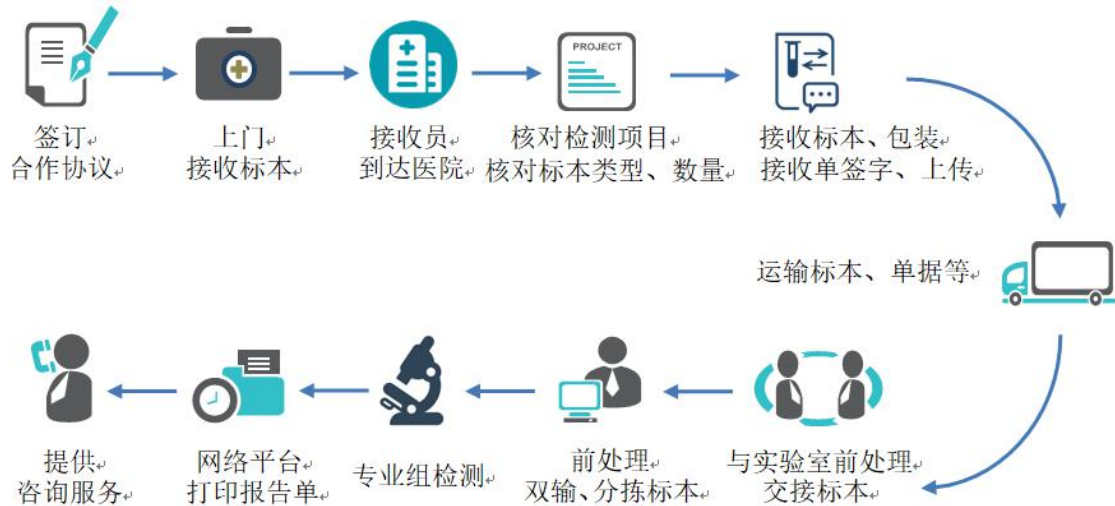 PROJECT
签订
合作协议
上门
接收标本
接收员
到达医院
核对检测项目
核对标本类型、数量
接收标本、包装
接收单签字、上传
运输标本、单据等
提供
咨询服务
网络平台
打印报告单
专业组检测
前处理
双输、分拣标本
与实验室前处理
交接标本